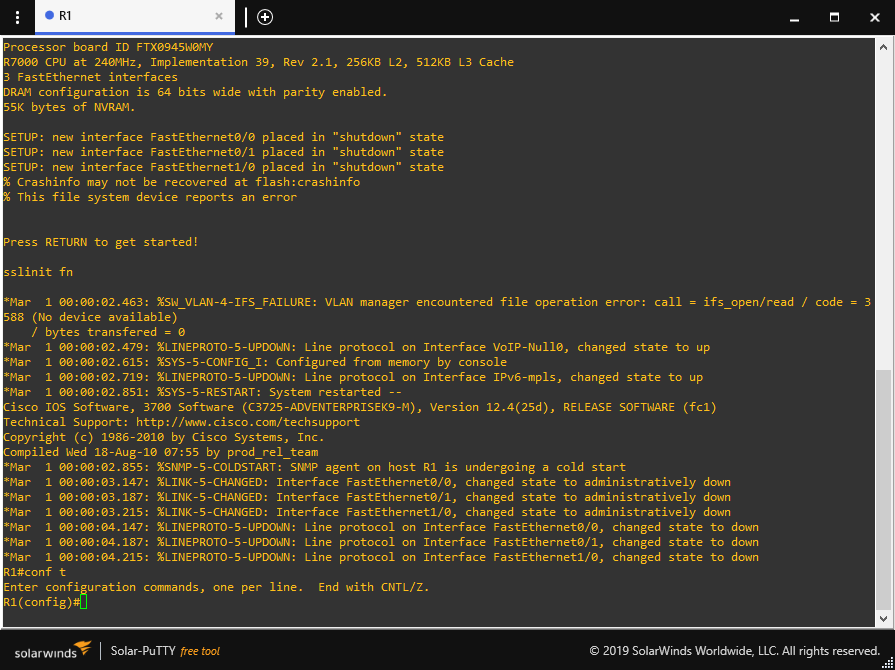 R1
Processor board ID FTX0945W0MY
R7000 CPU at 240MHz, Implementation 39, Rev 2.1, 256KB L2, 512KB L3 Cache
3 FastEthernet interfaces
DRAM configuration is 64 bits wide with parity enabled.
55K bytes of NVRAM.
SETUP: new interface FastEthernet0/0 placed in "shutdown" state
SETUP: new interface FastEthernet0/1 placed in "shutdown" state
SETUP: new interface FastEthernet1/0 placed in "shutdown" state
% Crashinfo may not be recovered at flash:crashinfo
% This file system device reports an error
Press RETURN to get started!
sslinit fn
*Mar  1 00:00:02.463: %SW_VLAN-4-IFS_FAILURE: VLAN manager encountered file operation error: call = ifs_open/read / code = 3
588 (No device available)
    / bytes transfered = 0
*Mar  1 00:00:02.479: %LINEPROTO-5-UPDOWN: Line protocol on Interface VoIP-Null0, changed state to up
*Mar  1 00:00:02.615: %SYS-5-CONFIG_I: Configured from memory by console
*Mar  1 00:00:02.719: %LINEPROTO-5-UPDOWN: Line protocol on Interface IPv6-mpls, changed state to up
*Mar  1 00:00:02.851: %SYS-5-RESTART: System restarted --
Cisco IOS Software, 3700 Software (C3725-ADVENTERPRISEK9-M), Version 12.4(25d), RELEASE SOFTWARE (fc1)
Technical Support: http://www.cisco.com/techsupport
Copyright (c) 1986-2010 by Cisco Systems, Inc.
Compiled Wed 18-Aug-10 07:55 by prod_rel_team
*Mar  1 00:00:02.855: %SNMP-5-COLDSTART: SNMP agent on host R1 is undergoing a cold start
*Mar  1 00:00:03.147: %LINK-5-CHANGED: Interface FastEthernet0/0, changed state to administratively down
*Mar  1 00:00:03.187: %LINK-5-CHANGED: Interface FastEthernet0/1, changed state to administratively down
*Mar  1 00:00:03.215: %LINK-5-CHANGED: Interface FastEthernet1/0, changed state to administratively down
*Mar  1 00:00:04.147: %LINEPROTO-5-UPDOWN: Line protocol on Interface FastEthernet0/0, changed state to down
*Mar  1 00:00:04.187: %LINEPROTO-5-UPDOWN: Line protocol on Interface FastEthernet0/1, changed state to down
*Mar  1 00:00:04.215: %LINEPROTO-5-UPDOWN: Line protocol on Interface FastEthernet1/0, changed state to down
R1#conf t
Enter configuration commands, one per line.  End with CNTL/Z.
R1(config)#
solarwinds Solar-PuTTY free tool © 2019 SolarWinds Worldwide, LLC. All rights reserved.